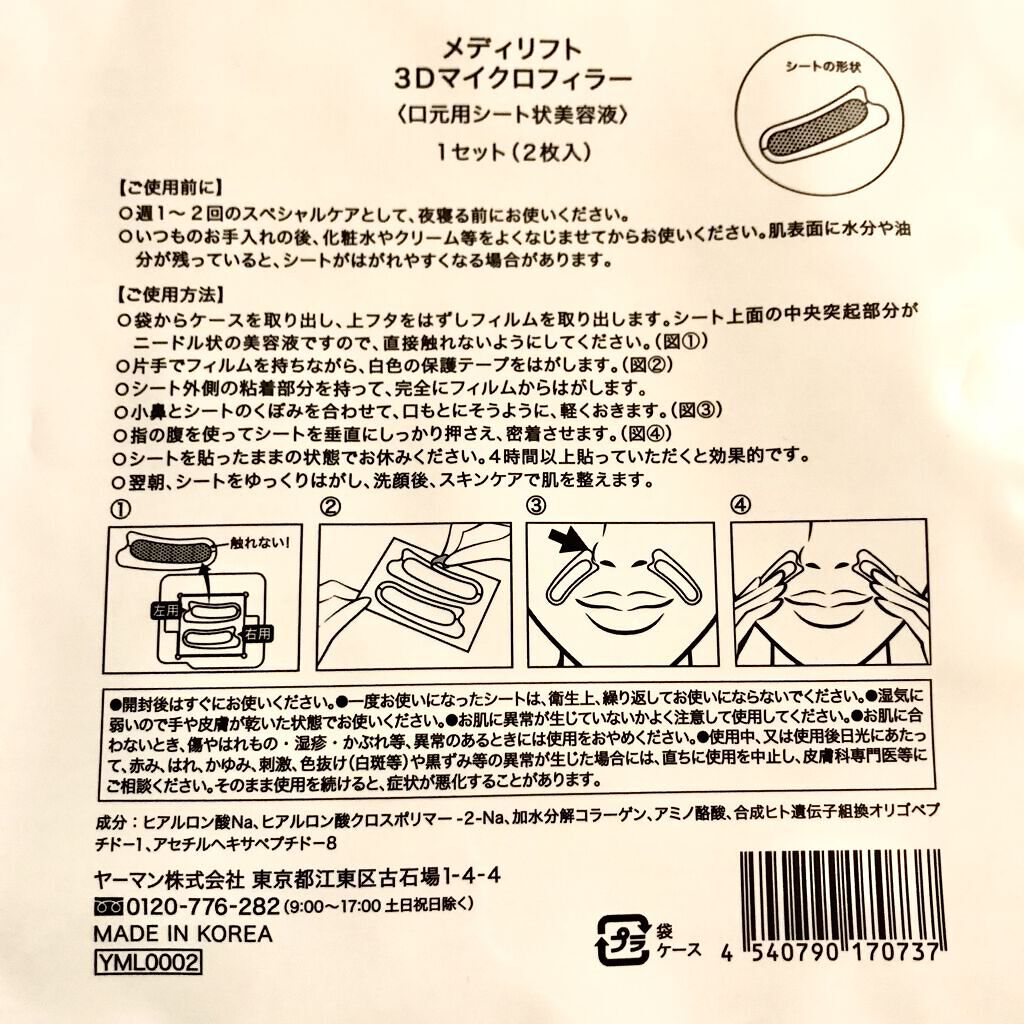 メディリフト
3Dマイクロフィラー
〈口元用シート状美容液〉
1セット(2枚入)
シートの形状
【ご使用前に】
○週1〜2回のスペシャルケアとして、夜寝る前にお使いください。
○いつものお手入れの後、化粧水やクリーム等をよくなじませてからお使いください。肌表面に水分や油
分が残っていると、シートがはがれやすくなる場合があります。
【ご使用方法】
○袋からケースを取り出し、上フタをはずしフィルムを取り出します。シート上面の中央突起部分が
ニードル状の美容液ですので、直接触れないようにしてください。(図①)
○片手でフィルムを持ちながら、白色の保護テープをはがします。(図②)
○シート外側の粘着部分を持って、完全にフィルムからはがします。
○小鼻とシートのくぼみを合わせて、口もとにそうように、軽くおきます。(図③)
○指の腹を使ってシートを垂直にしっかり押さえ、密着させます。(図④)
○シートを貼ったままの状態でお休みください。4時間以上貼っていただくと効果的です。
○翌朝、シートをゆっくりはがし、洗顔後、スキンケアで肌を整えます。
①
②
③
④
触れない!
左用
右用
●開封後はすぐにお使いください。●一度お使いになったシートは、衛生上、繰り返してお使いにならないでください。●湿気に
弱いので手や皮膚が乾いた状態でお使いください。●お肌に異常が生じていないかよく注意して使用してください。●お肌に合
わないとき、傷やはれもの・湿疹・かぶれ等、異常のあるときには使用をおやめください。●使用中、又は使用後日光にあたっ
て、赤み、はれ、かゆみ、刺激、色抜け(白斑等)や黒ずみ等の異常が生じた場合には、直ちに使用を中止し、皮膚科専門医等に
ご相談ください。そのまま使用を続けると、症状が悪化することがあります。
成分:ヒアルロン酸Na、ヒアルロン酸クロスポリマー-2-Na、加水分解コラーゲン、アミノ酪酸、合成ヒト遺伝子組換オリゴペプ
チドー1、アセチルヘキサペプチドー8
ヤーマン株式会社 東京都江東区古石場1-4-4
0120-776-282(9:00〜17:00 土日祝日除く)
MADE IN KOREA
YML0002
プラ
袋
ケース
4 540790 170737